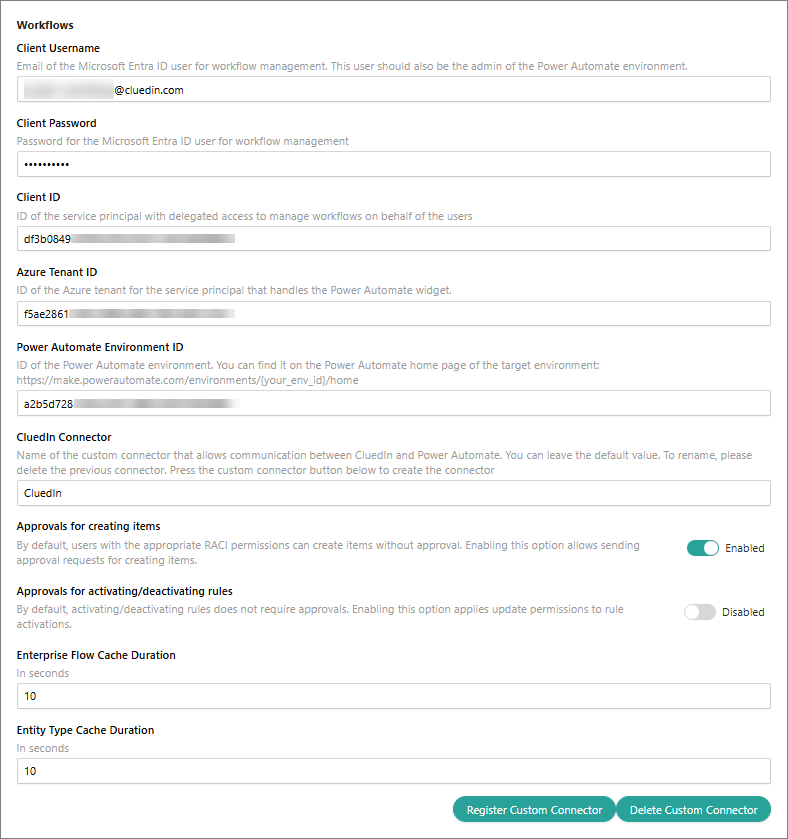 Workflows
Client Username
Email of the Microsoft Entra ID user for workflow management. This user should also be the admin of the Power Automate environment.
@cluedin.com
Client Password
Password for the Microsoft Entra ID user for workflow management
••••••••••
Client ID
ID of the service principal with delegated access to manage workflows on behalf of the users
df3b0849
Azure Tenant ID
ID of the Azure tenant for the service principal that handles the Power Automate widget.
f5ae2861
Power Automate Environment ID
ID of the Power Automate environment. You can find it on the Power Automate home page of the target environment:
https://make.powerautomate.com/environments/{your_env_id}/home
a2b5d728
CluedIn Connector
Name of the custom connector that allows communication between CluedIn and Power Automate. You can leave the default value. To rename, please
delete the previous connector. Press the custom connector button below to create the connector
CluedIn
Approvals for creating items
By default, users with the appropriate RACI permissions can create items without approval. Enabling this option allows sending
approval requests for creating items.
Enabled
Approvals for activating/deactivating rules
By default, activating/deactivating rules does not require approvals. Enabling this option applies update permissions to rule
activations.
Disabled
Enterprise Flow Cache Duration
In seconds
10
Entity Type Cache Duration
In seconds
10
Register Custom Connector
Delete Custom Connector